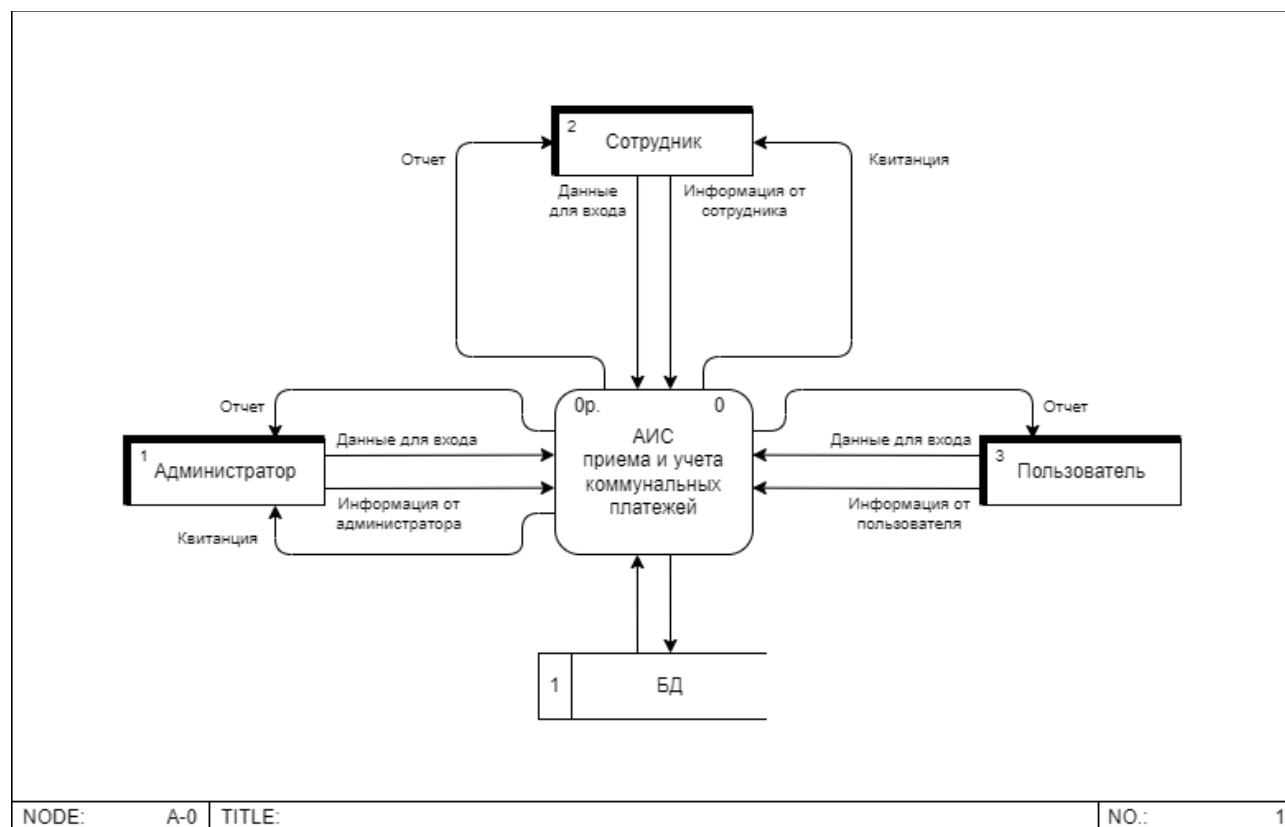 2
Сотрудник
Отчет
Квитанция
Данные
для входа
Информация от
сотрудника
0р.
0
АИС
приема и учета
коммунальных
платежей
Отчет
1
Администратор
Данные для входа
Информация от
администратора
Квитанция
Отчет
Данные для входа
3
Пользователь
Информация от
пользователя
1
БД
NODE: A-0 TITLE: NO.: 1